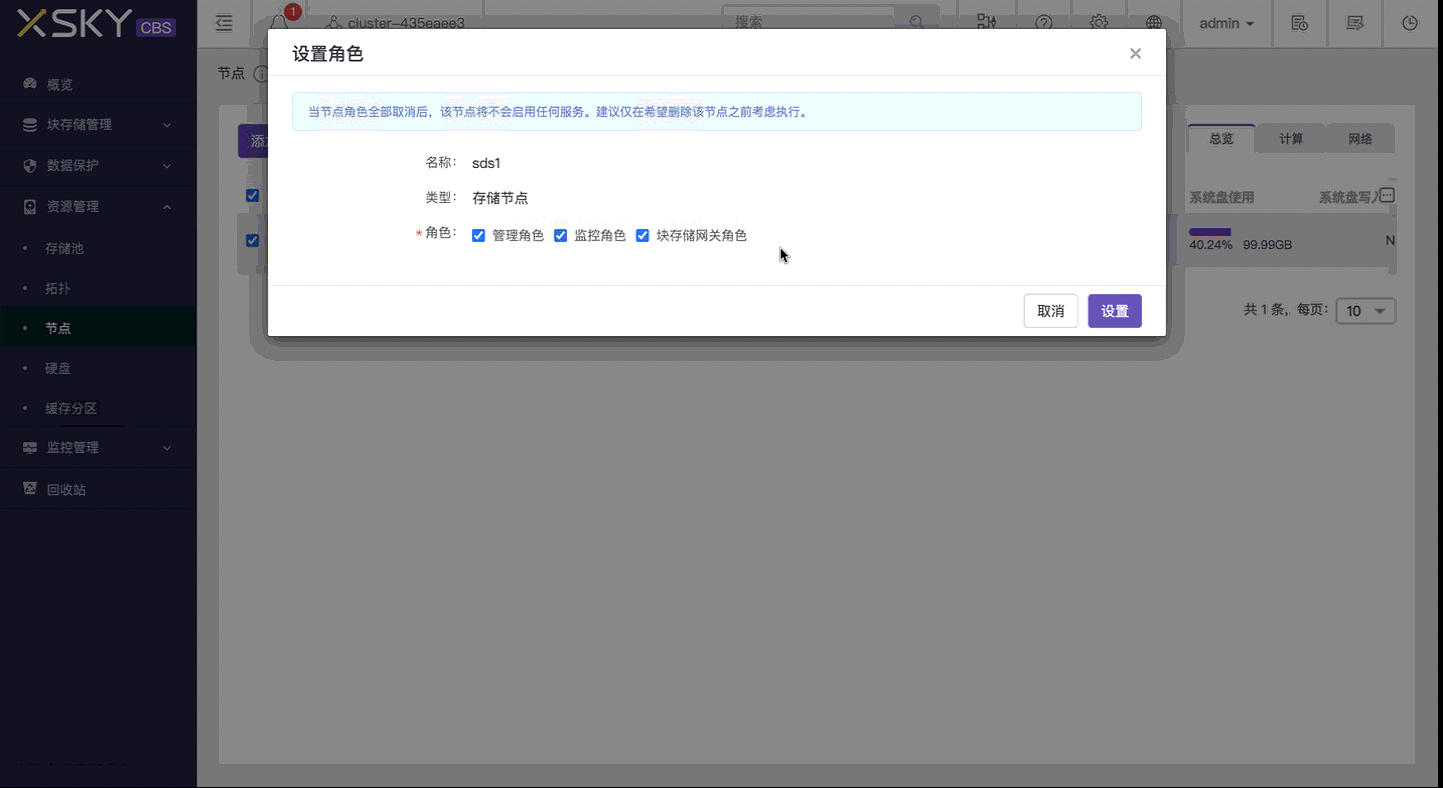 XSKY CBS
1
cluster-435eaee3
搜索
admin
概览
块存储管理
数据保护
资源管理
存储池
拓扑
节点
硬盘
缓存分区
监控管理
回收站
节点
设置角色
当节点角色全部取消后，该节点将不会启用任何服务。建议仅在希望删除该节点之前考虑执行。
名称： sds1
类型： 存储节点
* 角色： 管理角色 监控角色 块存储网关角色
取消 设置
总览 计算 网络
系统盘使用 系统盘写入
40.24% 99.99GB N
共 1 条，每页： 10